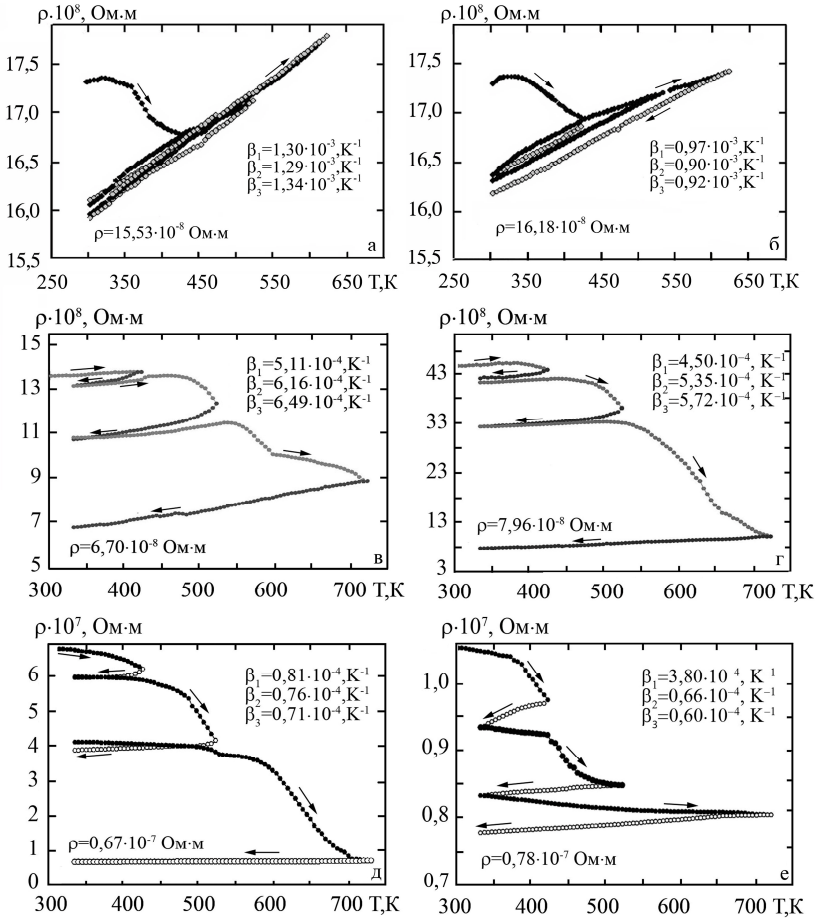 ρ·10⁸, Ом·м
17,5
17,0
16,5
16,0
15,5
β₁=1,30·10⁻³,K⁻¹
β₂=1,29·10⁻³,K⁻¹
β₃=1,34·10⁻³,K⁻¹
ρ=15,53·10⁻⁸ Ом·м
а
250 350 450 550 650 T,K
ρ·10⁸, Ом·м
17,5
17,0
16,5
16,0
15,5
β₁=0,97·10⁻³,K⁻¹
β₂=0,90·10⁻³,K⁻¹
β₃=0,92·10⁻³,K⁻¹
ρ=16,18·10⁻⁸ Ом·м
б
250 350 450 550 650 T,K
ρ·10⁸, Ом·м
15
13
11
9
7
5
β₁=5,11·10⁻⁴,K⁻¹
β₂=6,16·10⁻⁴,K⁻¹
β₃=6,49·10⁻⁴,K⁻¹
ρ=6,70·10⁻⁸ Ом·м
в
300 400 500 600 700 T,K
ρ·10⁸, Ом·м
43
33
23
13
3
β₁=4,50·10⁻⁴, K⁻¹
β₂=5,35·10⁻⁴, K⁻¹
β₃=5,72·10⁻⁴, K⁻¹
ρ=7,96·10⁻⁸ Ом·м
г
300 400 500 600 700 T,K
ρ·10⁷, Ом·м
6
5
4
3
2
1
0
β₁=0,81·10⁻⁴,K⁻¹
β₂=0,76·10⁻⁴,K⁻¹
β₃=0,71·10⁻⁴,K⁻¹
ρ=0,67·10⁻⁷ Ом·м
д
300 400 500 600 700 T,K
ρ·10⁷, Ом·м
1,0
0,9
0,8
0,7
β₁=3,80·10⁻⁴, K⁻¹
β₂=0,66·10⁻⁴, K⁻¹
β₃=0,60·10⁻⁴, K⁻¹
ρ=0,78·10⁻⁷ Ом·м
е
300 400 500 600 700 T,K